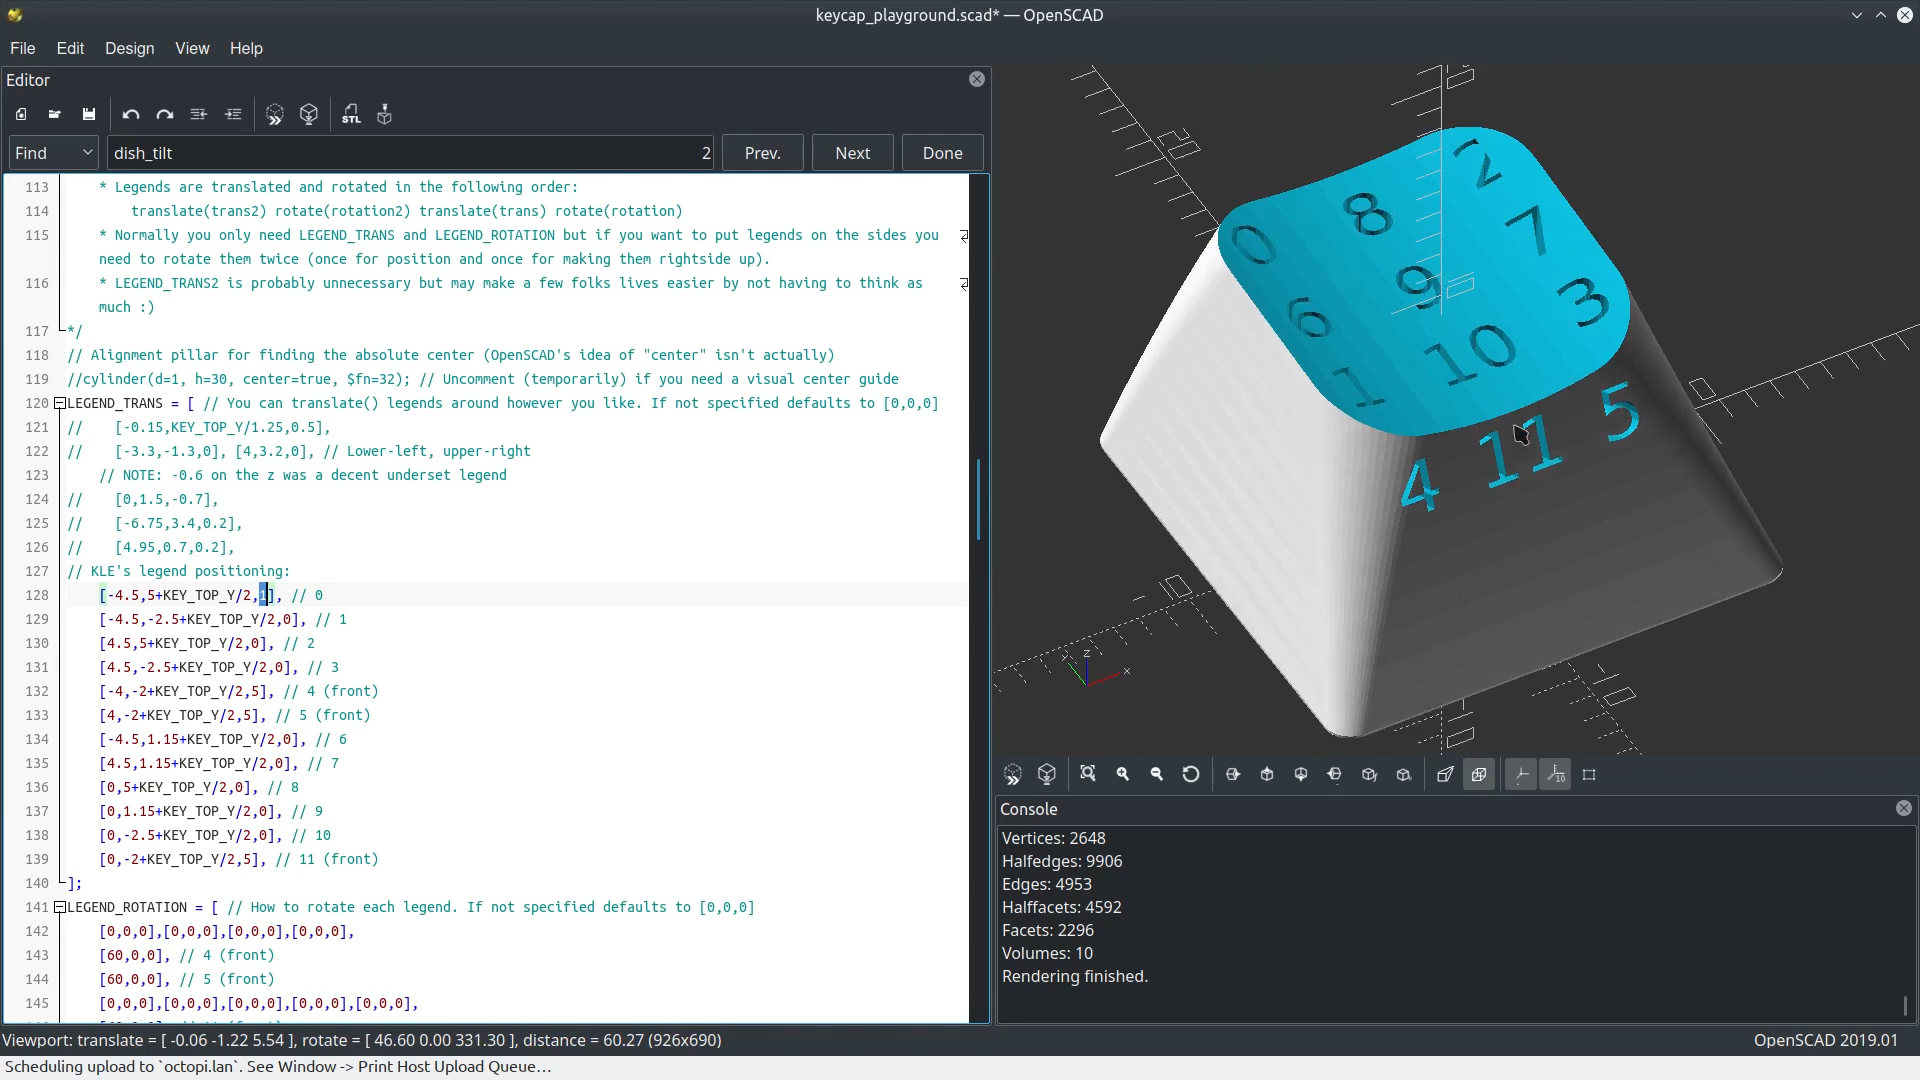 keycap_playground.scad* — OpenSCAD
File Edit Design View Help
Editor
STL
Find dish_tilt 2 Prev. Next Done
113 * Legends are translated and rotated in the following order:
114 translate(trans2) rotate(rotation2) translate(trans) rotate(rotation)
115 * Normally you only need LEGEND_TRANS and LEGEND_ROTATION but if you want to put legends on the sides you
need to rotate them twice (once for position and once for making them rightside up).
116 * LEGEND_TRANS2 is probably unnecessary but may make a few folks lives easier by not having to think as
much :)
117 */
118 // Alignment pillar for finding the absolute center (OpenSCAD's idea of "center" isn't actually)
119 //cylinder(d=1, h=30, center=true, $fn=32); // Uncomment (temporarily) if you need a visual center guide
120 LEGEND_TRANS = [ // You can translate() legends around however you like. If not specified defaults to [0,0,0]
121 // [-0.15,KEY_TOP_Y/1.25,0.5],
122 // [-3.3,-1.3,0], [4,3.2,0], // Lower-left, upper-right
123 // NOTE: -0.6 on the z was a decent underset legend
124 // [0,1.5,-0.7],
125 // [-6.75,3.4,0.2],
126 // [4.95,0.7,0.2],
127 // KLE's legend positioning:
128 [-4.5,5+KEY_TOP_Y/2,1], // 0
129 [-4.5,-2.5+KEY_TOP_Y/2,0], // 1
130 [4.5,5+KEY_TOP_Y/2,0], // 2
131 [4.5,-2.5+KEY_TOP_Y/2,0], // 3
132 [-4,-2+KEY_TOP_Y/2,5], // 4 (front)
133 [4,-2+KEY_TOP_Y/2,5], // 5 (front)
134 [-4.5,1.15+KEY_TOP_Y/2,0], // 6
135 [4.5,1.15+KEY_TOP_Y/2,0], // 7
136 [0,5+KEY_TOP_Y/2,0], // 8
137 [0,1.15+KEY_TOP_Y/2,0], // 9
138 [0,-2.5+KEY_TOP_Y/2,0], // 10
139 [0,-2+KEY_TOP_Y/2,5], // 11 (front)
140 ];
141 LEGEND_ROTATION = [ // How to rotate each legend. If not specified defaults to [0,0,0]
142 [0,0,0],[0,0,0],[0,0,0],[0,0,0],
143 [60,0,0], // 4 (front)
144 [60,0,0], // 5 (front)
145 [0,0,0],[0,0,0],[0,0,0],[0,0,0],[0,0,0],
0 8 2
6 9 7
1 10 3
4 11 5
z
x
10
Console
Vertices: 2648
Halfedges: 9906
Edges: 4953
Halffacets: 4592
Facets: 2296
Volumes: 10
Rendering finished.
Viewport: translate = [ -0.06 -1.22 5.54 ], rotate = [ 46.60 0.00 331.30 ], distance = 60.27 (926x690)
OpenSCAD 2019.01
Scheduling upload to `octopi.lan`. See Window -> Print Host Upload Queue…